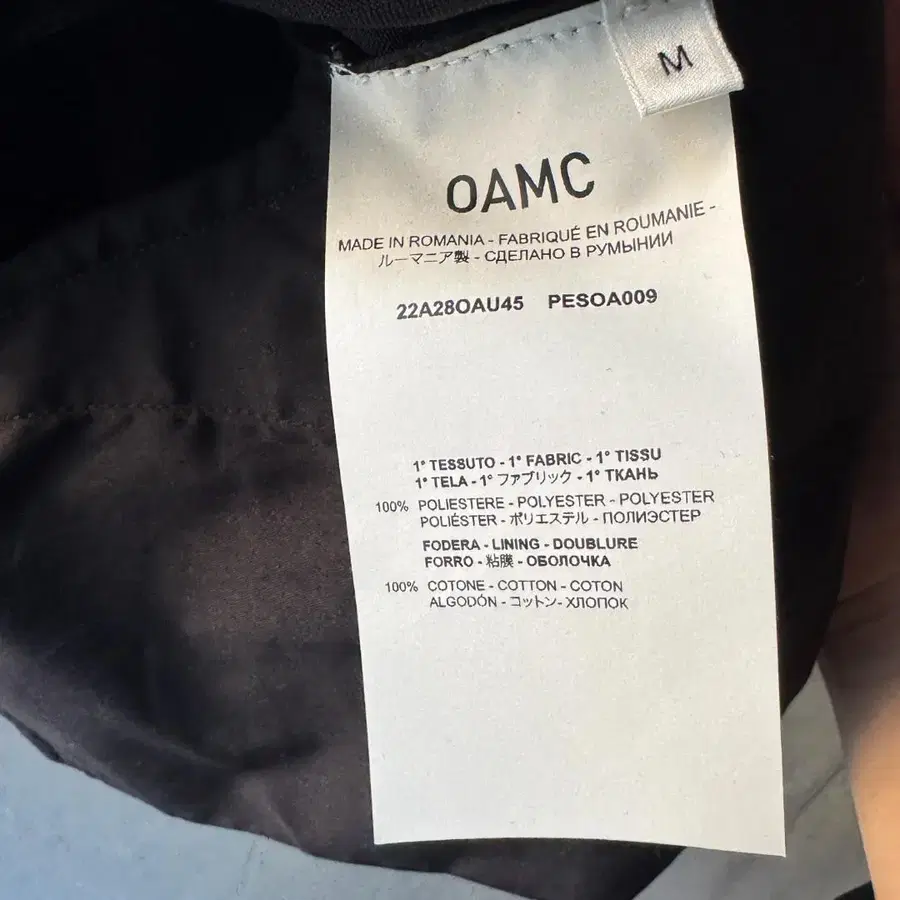 M
OAMC
MADE IN ROMANIA - FABRIQUÉ EN ROUMANIE -
ルーマニア製 - СДЕЛАНО В РУМЫНИИ
22A28OAU45 PESOA009
1° TESSUTO - 1° FABRIC - 1° TISSU
1° TELA - 1° ファブリック - 1° ТКАНЬ
100% POLIESTERE - POLYESTER - POLYESTER
POLIÉSTER - ポリエステル - ПОЛИЭСТЕР
FODERA - LINING - DOUBLURE
FORRO - 粘膜 - ОБОЛОЧКА
100% COTONE - COTTON - COTON
ALGODÓN - コットン- ХЛОПОК